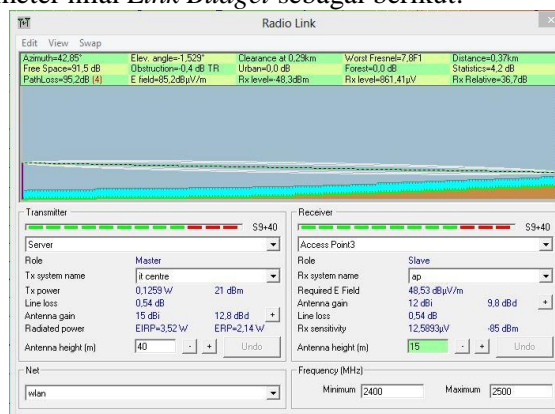 meter nilai Link Budget sebagai berikut:
Radio Link
Edit View Swap
Azimuth=42,85° Elev. angle=-1,529° Clearance at 0,29km Worst Fresnel=7,8F1 Distance=0,37km
Free Space=91,5 dB Obstruction=-0,4 dB TR Urban=0,0 dB Forest=0,0 dB Statistics=4,2 dB
PathLoss=95,2dB (4) E field=85,2dBµV/m Rx level=-48,3dBm Rx level=861,41µV Rx Relative=36,7dB
Transmitter Receiver
S9+40 S9+40
Server Access Point3
Role Master Role Slave
Tx system name it centre Rx system name ap
Tx power 0,1259 W 21 dBm Required E Field 48,53 dBµV/m
Line loss 0,54 dB Antenna gain 12 dBi 9,8 dBd +
Antenna gain 15 dBi 12,8 dBd + Line loss 0,54 dB
Radiated power EIRP=3,52 W ERP=2,14 W Rx sensitivity 12,5893µV -85 dBm
Antenna height (m) 40 - + Undo Antenna height (m) 15 - + Undo
Net Frequency (MHz)
wlan Minimum 2400 Maximum 2500